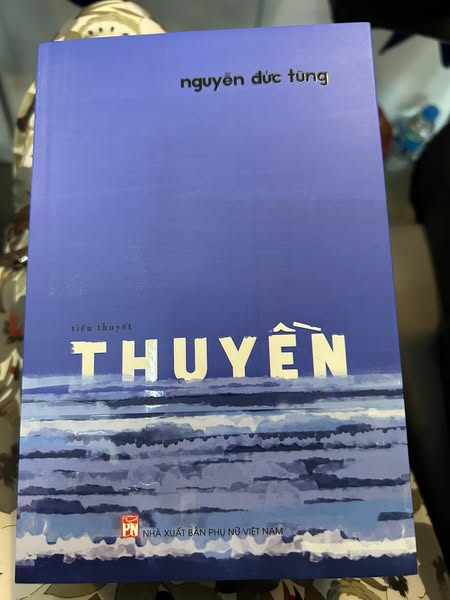 nguyễn đức tùng
tiểu thuyết
THUYỀN
PN
NHÀ XUẤT BẢN PHỤ NỮ VIỆT NAM